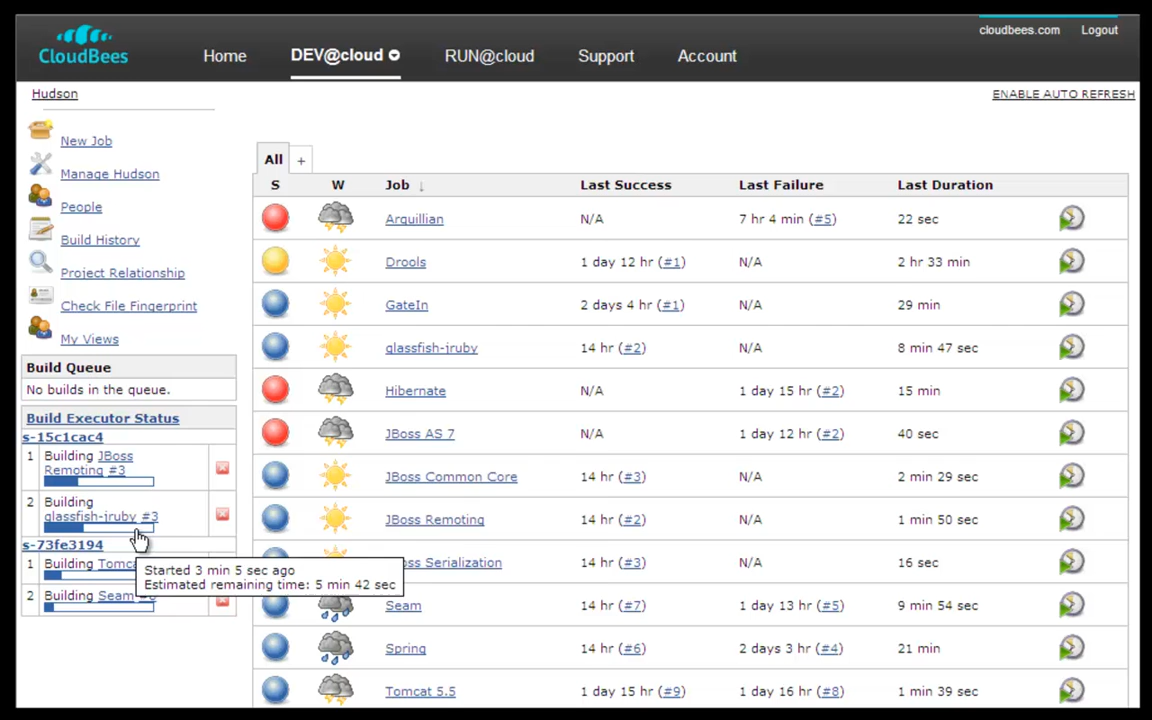 cloudbees.com Logout
CloudBees
Home DEV@cloud RUN@cloud Support Account
Hudson
ENABLE AUTO REFRESH
New Job
Manage Hudson
People
Build History
Project Relationship
Check File Fingerprint
My Views
Build Queue
No builds in the queue.
Build Executor Status
s-15c1cac4
1 Building JBoss
Remoting #3
2 Building
glassfish-jruby #3
s-73fe3194
1 Building Tomca
2 Building Seam
Started 3 min 5 sec ago
Estimated remaining time: 5 min 42 sec
All +
S W Job ↓ Last Success Last Failure Last Duration
Arquillian N/A 7 hr 4 min (#5) 22 sec
Drools 1 day 12 hr (#1) N/A 2 hr 33 min
GateIn 2 days 4 hr (#1) N/A 29 min
glassfish-jruby 14 hr (#2) N/A 8 min 47 sec
Hibernate N/A 1 day 15 hr (#2) 15 min
JBoss AS 7 N/A 1 day 12 hr (#2) 40 sec
JBoss Common Core 14 hr (#3) N/A 2 min 29 sec
JBoss Remoting 14 hr (#2) N/A 1 min 50 sec
oss Serialization 14 hr (#3) N/A 16 sec
Seam 14 hr (#7) 1 day 13 hr (#5) 9 min 54 sec
Spring 14 hr (#6) 2 days 3 hr (#4) 21 min
Tomcat 5.5 1 day 15 hr (#9) 1 day 16 hr (#8) 1 min 39 sec